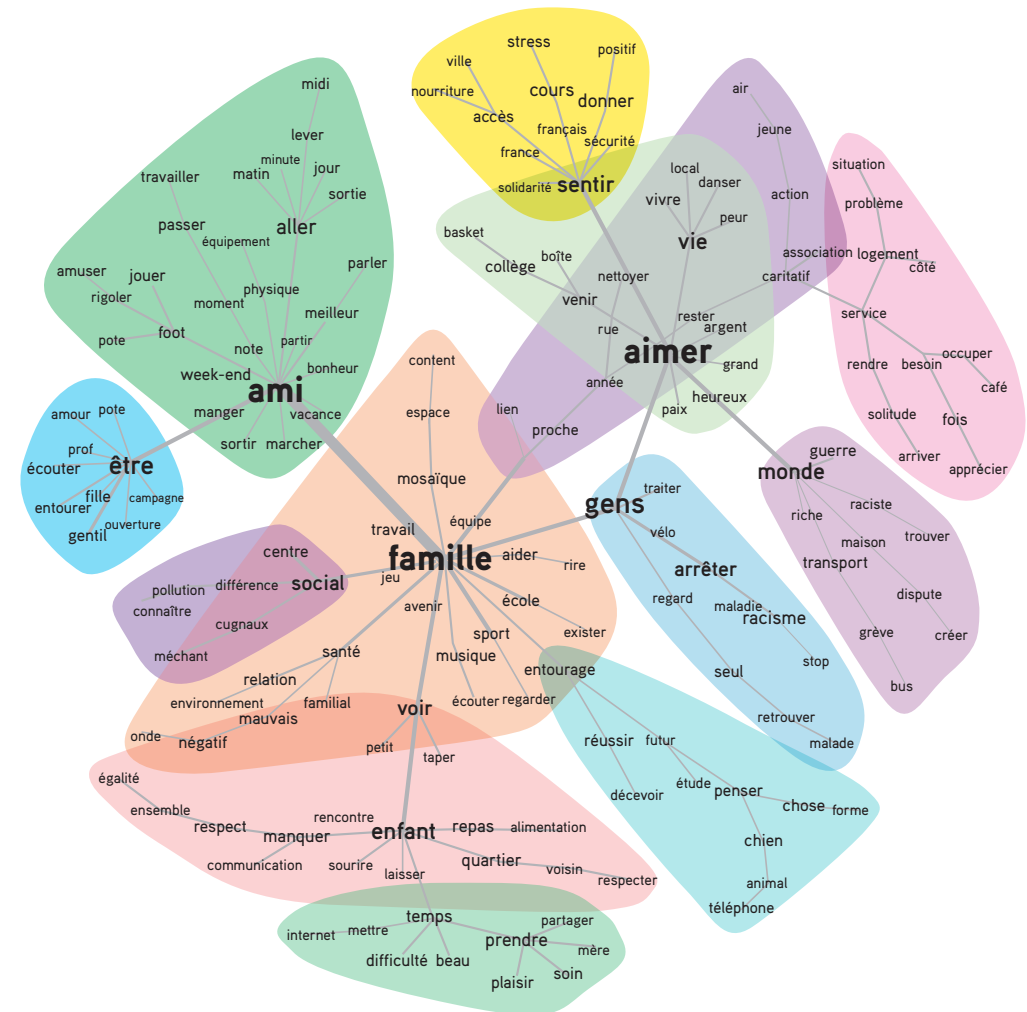 stress
positif
ville
nourriture
cours
donner
accès
français
sécurité
france
solidarité
sentir
midi
lever
minute
matin
jour
travailler
sortie
passer
aller
équipement
parler
amuser
jouer
rigoler
physique
moment
meilleur
foot
pote
note
partir
week-end
bonheur
ami
manger
vacance
sortir
marcher
air
jeune
action
association
caritatif
local
danser
vivre
peur
vie
basket
collège
boîte
nettoyer
venir
rester
rue
argent
aimer
grand
année
heureux
paix
lien
proche
situation
problème
logement
côté
service
rendre
besoin
occuper
café
solitude
fois
arriver
apprécier
amour
pote
prof
écouter
être
fille
campagne
entourer
ouverture
gentil
content
espace
mosaïque
travail
équipe
famille
aider
rire
jeu
avenir
école
exister
sport
musique
entourage
écouter
regarder
santé
relation
environnement
familial
mauvais
onde
négatif
voir
petit
taper
centre
social
différence
pollution
connaître
cugnaux
méchant
gens
traiter
vélo
arrêter
regard
maladie
racisme
stop
seul
retrouver
malade
monde
guerre
riche
raciste
maison
trouver
transport
dispute
grève
créer
bus
réussir
futur
étude
décevoir
penser
chose
forme
chien
animal
téléphone
égalité
ensemble
respect
rencontre
manquer
enfant
repas
alimentation
communication
sourire
laisser
quartier
voisin
respecter
temps
internet
mettre
partager
prendre
mère
difficulté
beau
soin
plaisir